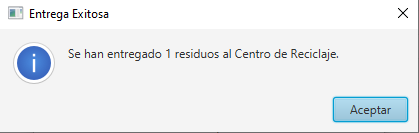 Entrega Exitosa
Se han entregado 1 residuos al Centro de Reciclaje.
Aceptar